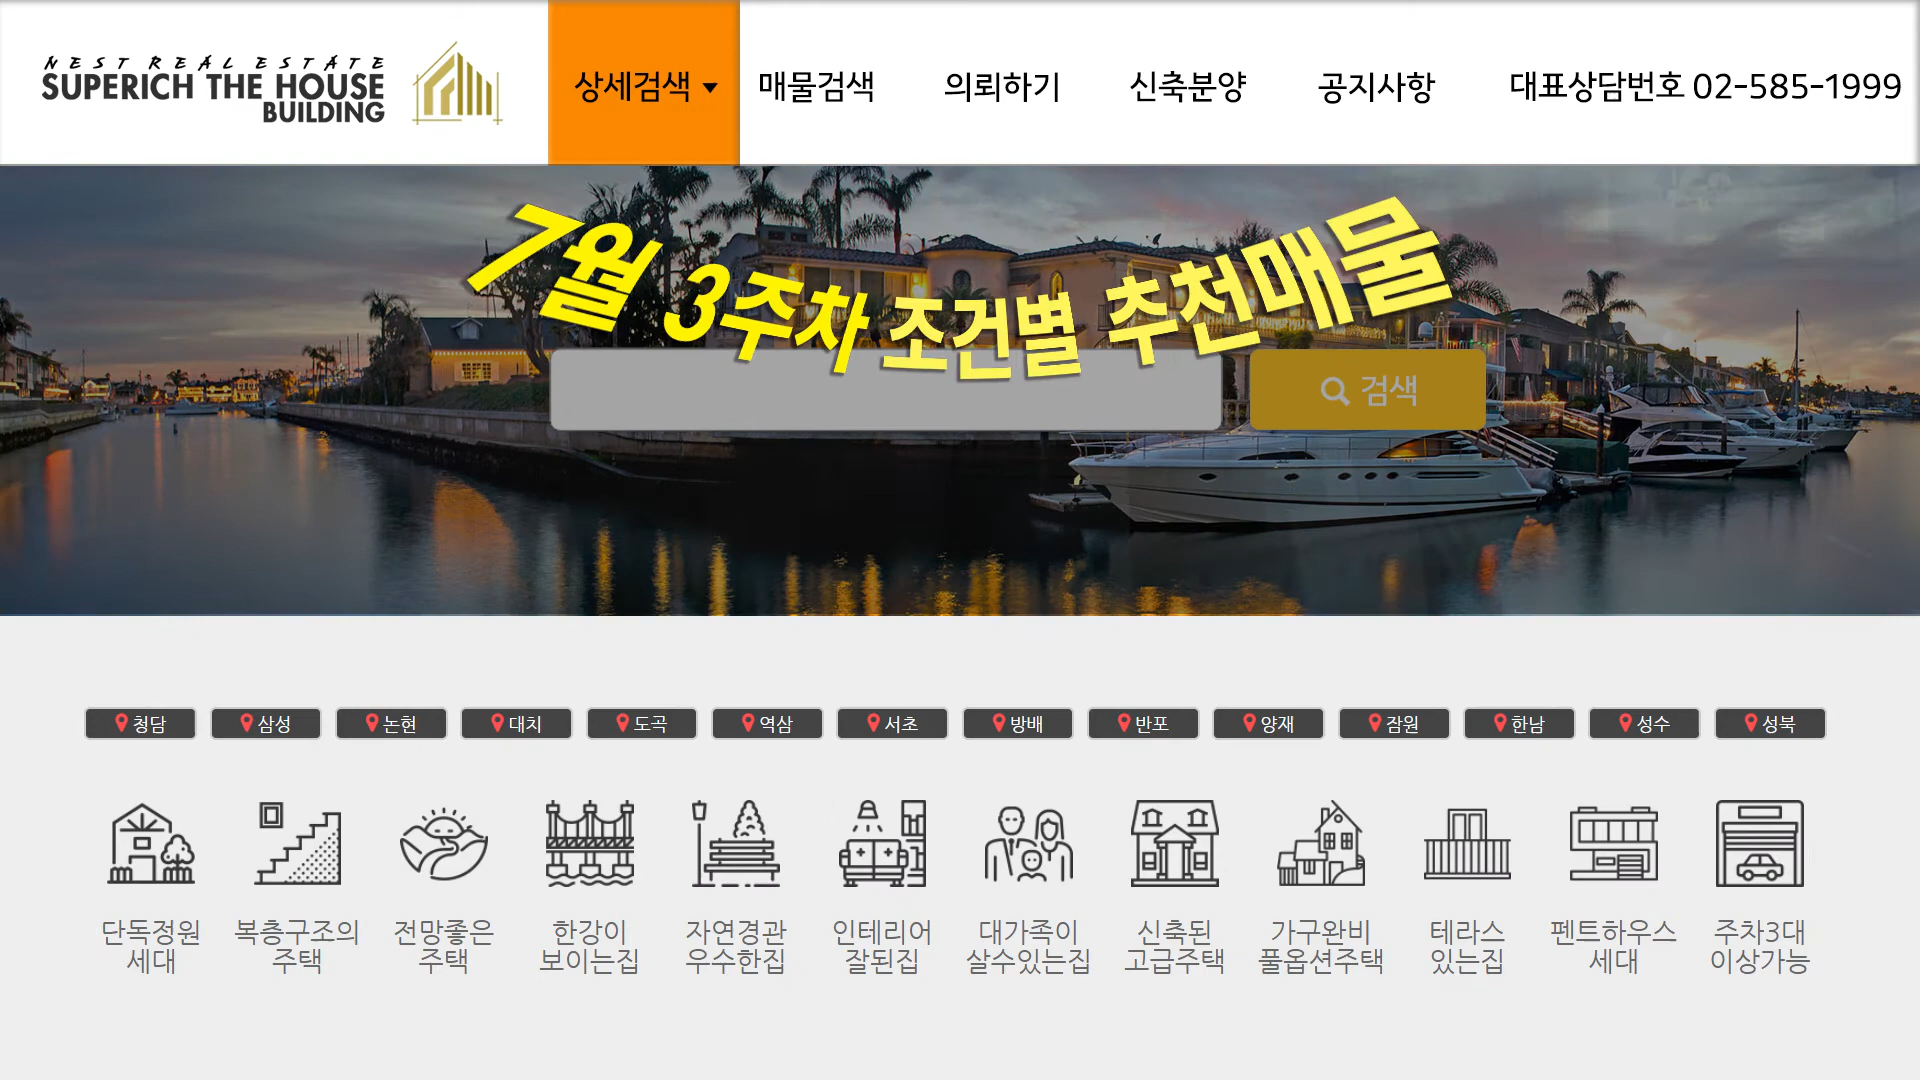 NEST REAL ESTATE
SUPERICH THE HOUSE
BUILDING
상세검색 매물검색 의뢰하기 신축분양 공지사항 대표상담번호 02-585-1999
7월 3주차 조건별 추천매물
검색
청담 삼성 논현 대치 도곡 역삼 서초 방배 반포 양재 잠원 한남 성수 성북
단독정원
세대
복층구조의
주택
전망좋은
주택
한강이
보이는집
자연경관
우수한집
인테리어
잘된집
대가족이
살수있는집
신축된
고급주택
가구완비
풀옵션주택
테라스
있는집
펜트하우스
세대
주차3대
이상가능